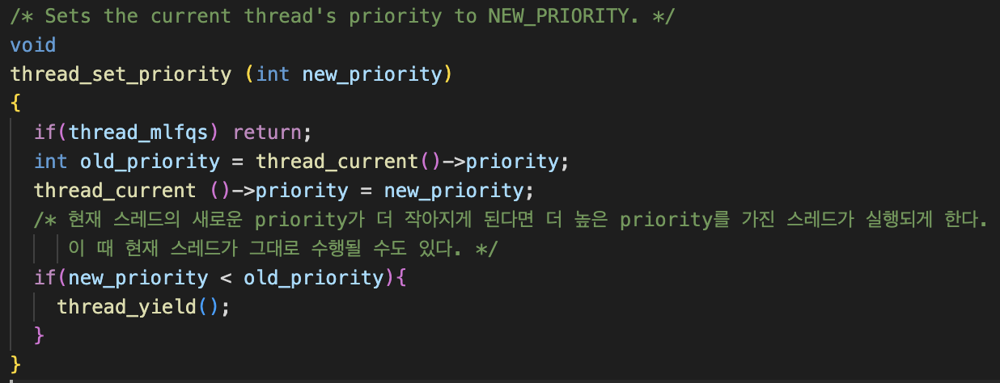 /* Sets the current thread's priority to NEW_PRIORITY. */
void
thread_set_priority (int new_priority)
{
  if(thread_mlfqs) return;
  int old_priority = thread_current()->priority;
  thread_current ()->priority = new_priority;
  /* 현재 스레드의 새로운 priority가 더 작아지게 된다면 더 높은 priority를 가진 스레드가 실행되게 한다.
     이 때 현재 스레드가 그대로 수행될 수도 있다. */
  if(new_priority < old_priority){
    thread_yield();
  }
}